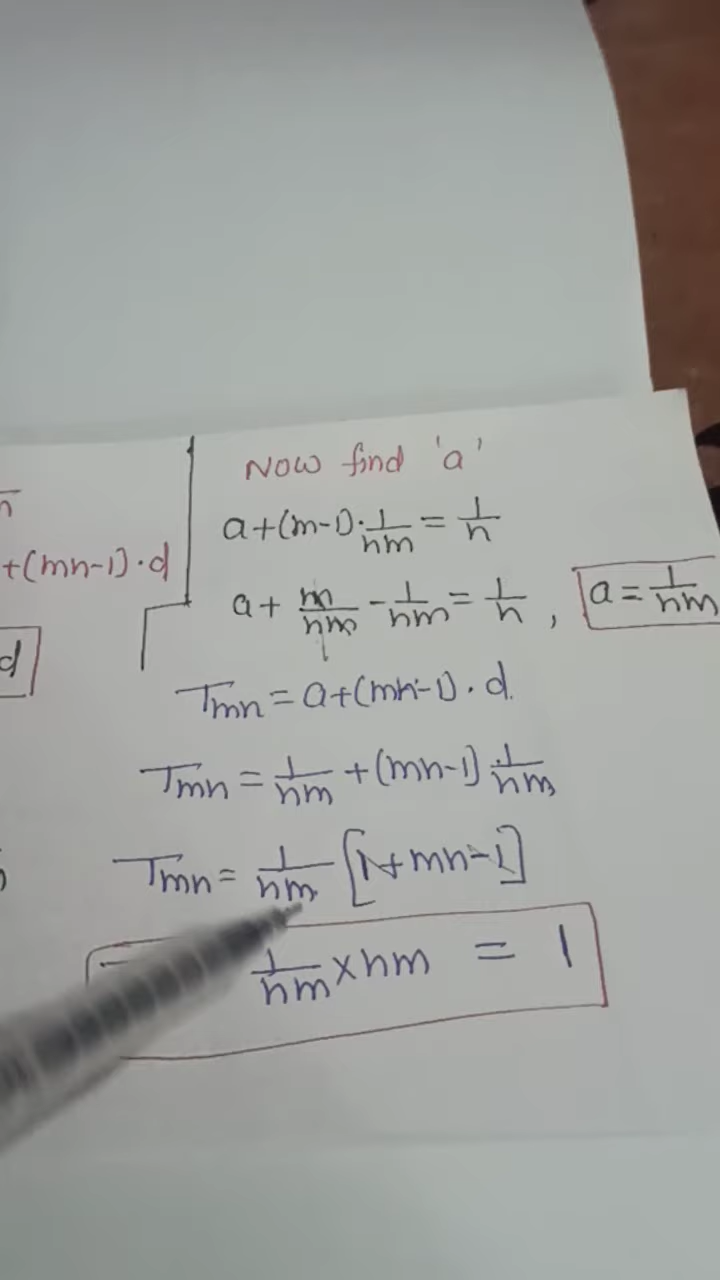 +(mn-1)·d
d
Now find 'a'
a+(m-1)·1/nm = 1/n
a + m/nm - 1/nm = 1/n , a = 1/nm
Tmn = a+(mn-1)·d.
Tmn = 1/nm + (mn-1) 1/nm
Tmn = 1/nm [1+mn-1]
1/nm × nm = 1